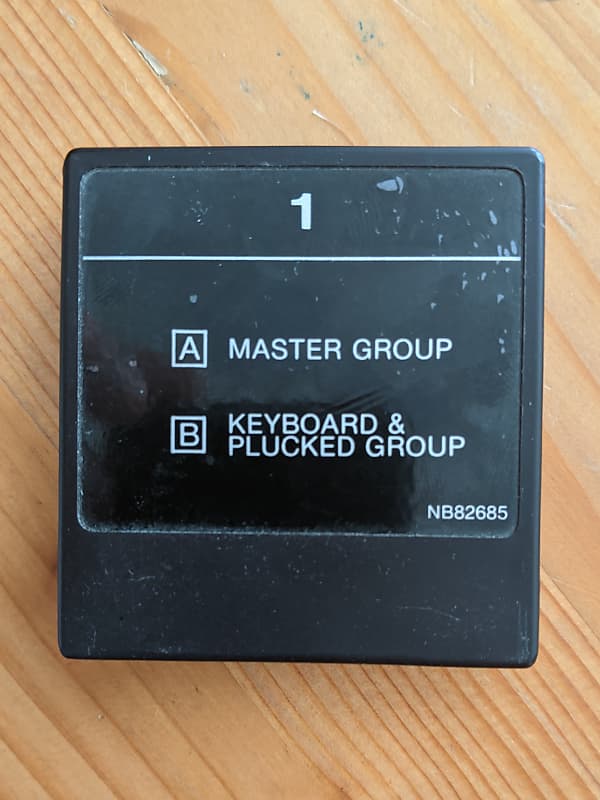 1
A MASTER GROUP
B KEYBOARD &
PLUCKED GROUP
NB82685